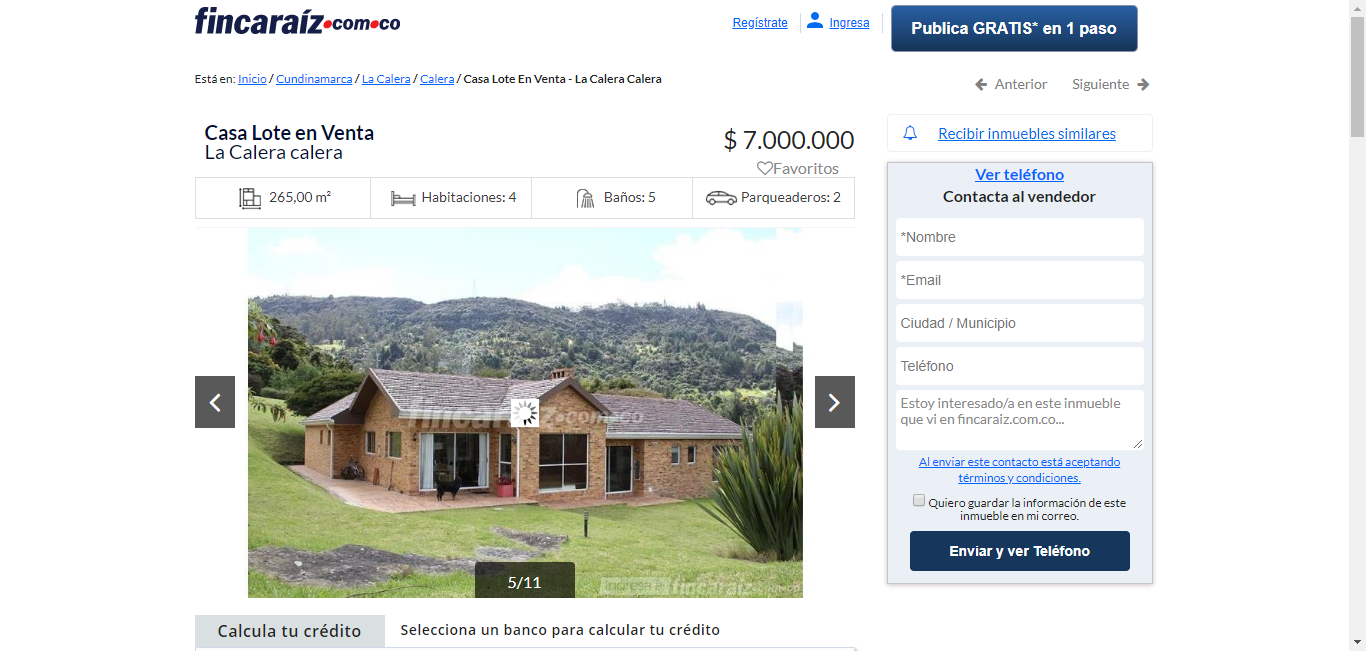 fincaraíz.com.co
Regístrate
Ingresa
Publica GRATIS* en 1 paso
Está en: Inicio / Cundinamarca / La Calera / Calera / Casa Lote En Venta - La Calera Calera
Anterior
Siguiente
Casa Lote en Venta
La Calera calera
$ 7.000.000
Favoritos
Recibir inmuebles similares
265,00 m²
Habitaciones: 4
Baños: 5
Parqueaderos: 2
fincaraíz.com.co
5/11
Ingresa a fincaraíz.com.co
Ver teléfono
Contacta al vendedor
*Nombre
*Email
Ciudad / Municipio
Teléfono
Estoy interesado/a en este inmueble
que vi en fincaraiz.com.co...
Al enviar este contacto está aceptando
términos y condiciones.
Quiero guardar la información de este
inmueble en mi correo.
Enviar y ver Teléfono
Calcula tu crédito
Selecciona un banco para calcular tu crédito